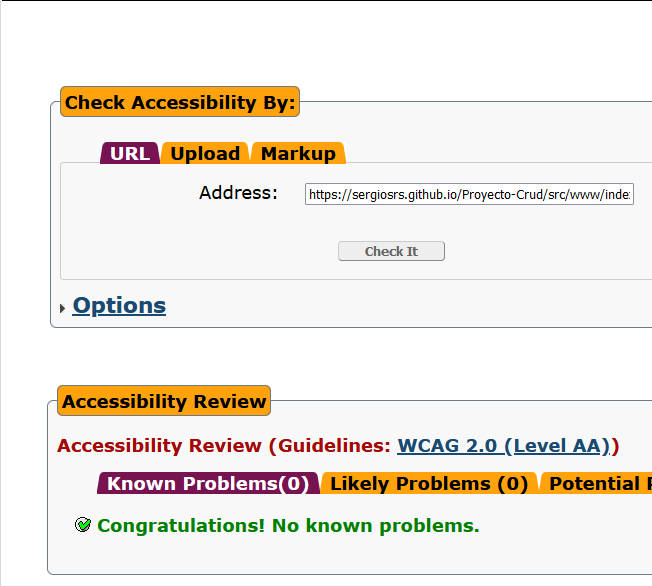 Check Accessibility By:
URL Upload Markup
Address: https://sergiosrs.github.io/Proyecto-Crud/src/www/inde
Check It
Options
Accessibility Review
Accessibility Review (Guidelines: WCAG 2.0 (Level AA))
Known Problems(0) Likely Problems (0) Potential
Congratulations! No known problems.